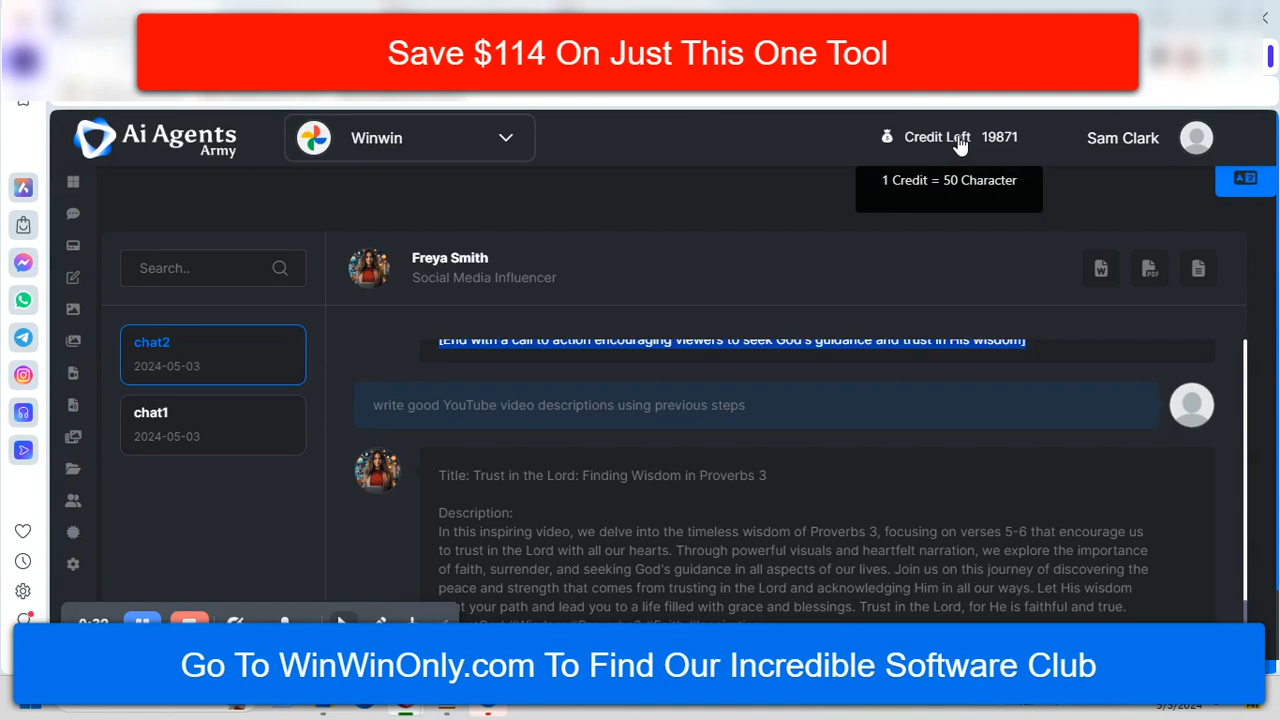 Save $114 On Just This One Tool
Ai Agents
Army
Winwin
Credit Left 19871
Sam Clark
1 Credit = 50 Character
Search..
Freya Smith
Social Media Influencer
chat2
2024-05-03
chat1
2024-05-03
[End with a call to action encouraging viewers to seek God's guidance and trust in His wisdom]
write good YouTube video descriptions using previous steps
Title: Trust in the Lord: Finding Wisdom in Proverbs 3
Description:
In this inspiring video, we delve into the timeless wisdom of Proverbs 3, focusing on verses 5-6 that encourage us
to trust in the Lord with all our hearts. Through powerful visuals and heartfelt narration, we explore the importance
of faith, surrender, and seeking God's guidance in all aspects of our lives. Join us on this journey of discovering the
peace and strength that comes from trusting in the Lord and acknowledging Him in all our ways. Let His wisdom
your path and lead you to a life filled with grace and blessings. Trust in the Lord, for He is faithful and true.
Go To WinWinOnly.com To Find Our Incredible Software Club